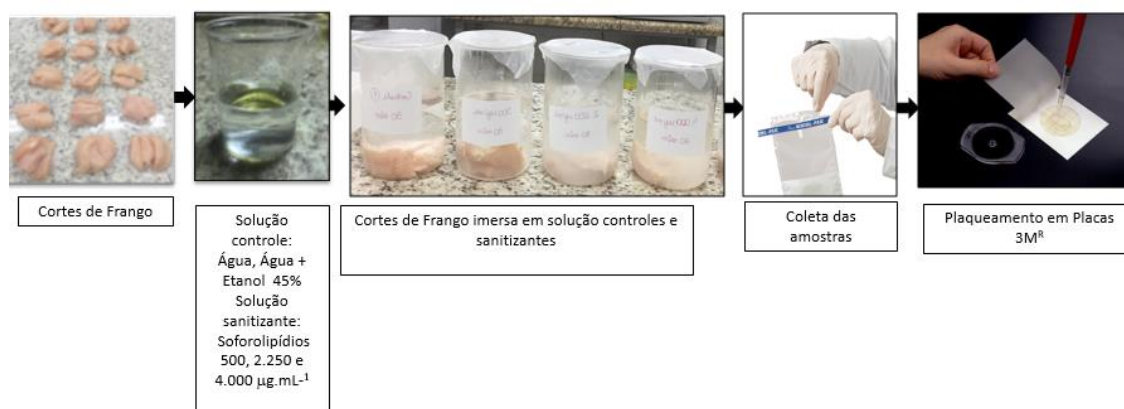 Cortes de Frango
Solução
controle:
Água, Água +
Etanol 45%
Solução
sanitizante:
Soforolipídios
500, 2.250 e
4.000 µg.mL-¹
Cortes de Frango imersa em solução controles e
sanitizantes
Coleta das
amostras
Plaqueamento em Placas
3Mᴿ